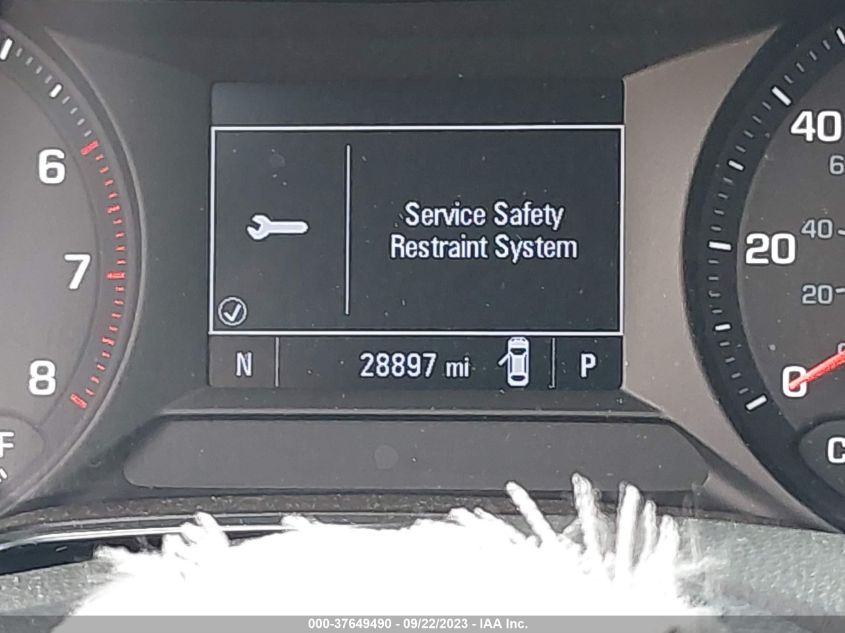 6
7
8
F
Service Safety
Restraint System
N
28897 mi
P
40
20
0
40
20
C
000-37649490 - 09/22/2023 - IAA Inc.